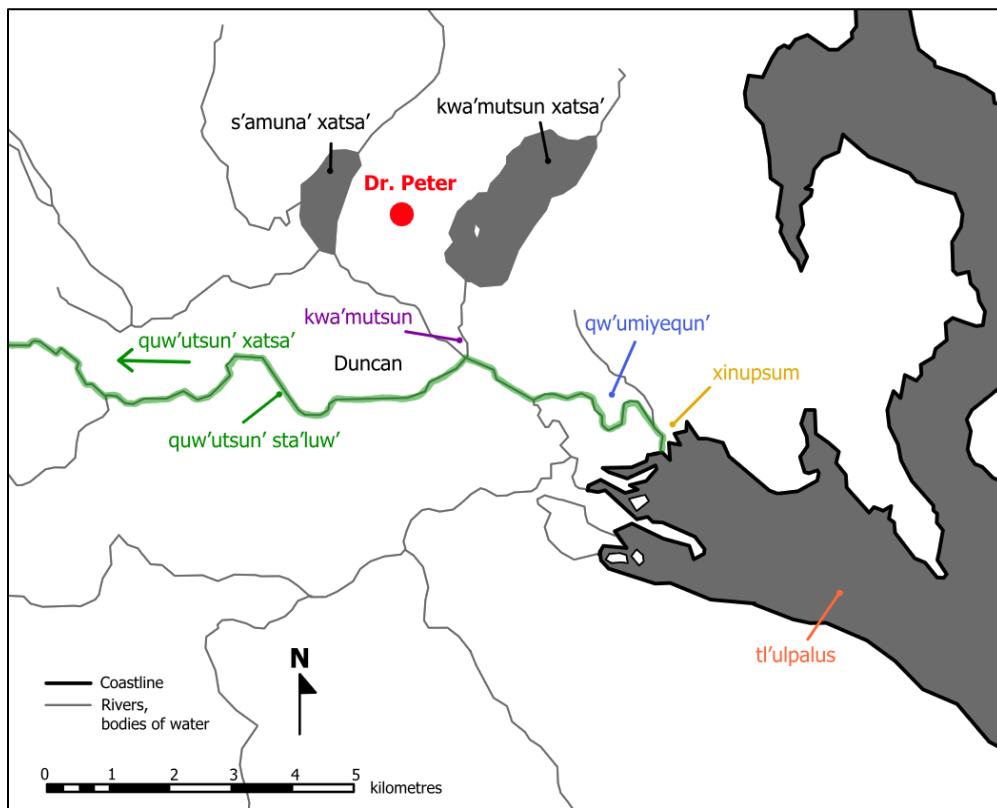 kwa’mutsun xatsa’
s’amuna’ xatsa’
Dr. Peter
kwa’mutsun
qw’umiyequn’
quw’utsun’ xatsa’
Duncan
xinupsum
quw’utsun’ sta’luw’
tl’ulpalus
N
Coastline
Rivers,
bodies of water
0 1 2 3 4 5
kilometres